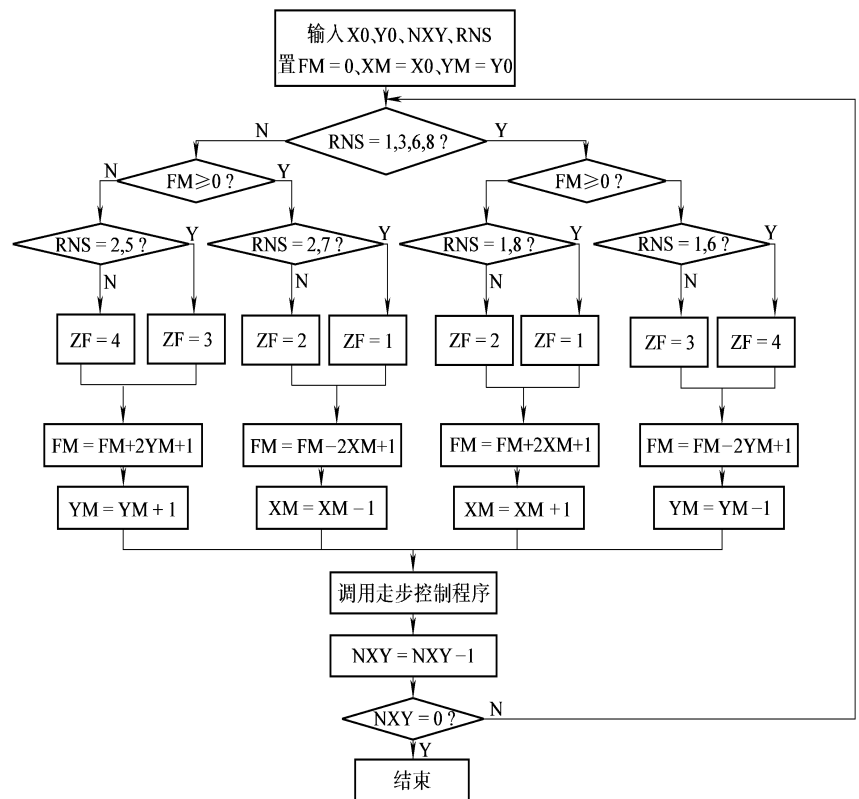 输入X0、Y0、NXY、RNS
置FM = 0、XM = X0、YM = Y0
RNS = 1,3,6,8 ?
N
Y
FM≥0 ?
N
Y
FM≥0 ?
N
Y
RNS = 2,5 ?
Y
N
RNS = 2,7 ?
Y
N
RNS = 1,8 ?
Y
N
RNS = 1,6 ?
Y
N
ZF = 4
ZF = 3
ZF = 2
ZF = 1
ZF = 2
ZF = 1
ZF = 3
ZF = 4
FM = FM+2YM+1
FM = FM−2XM+1
FM = FM+2XM+1
FM = FM−2YM+1
YM = YM + 1
XM = XM − 1
XM = XM + 1
YM = YM −1
调用走步控制程序
NXY = NXY −1
NXY = 0 ?
N
Y
结束